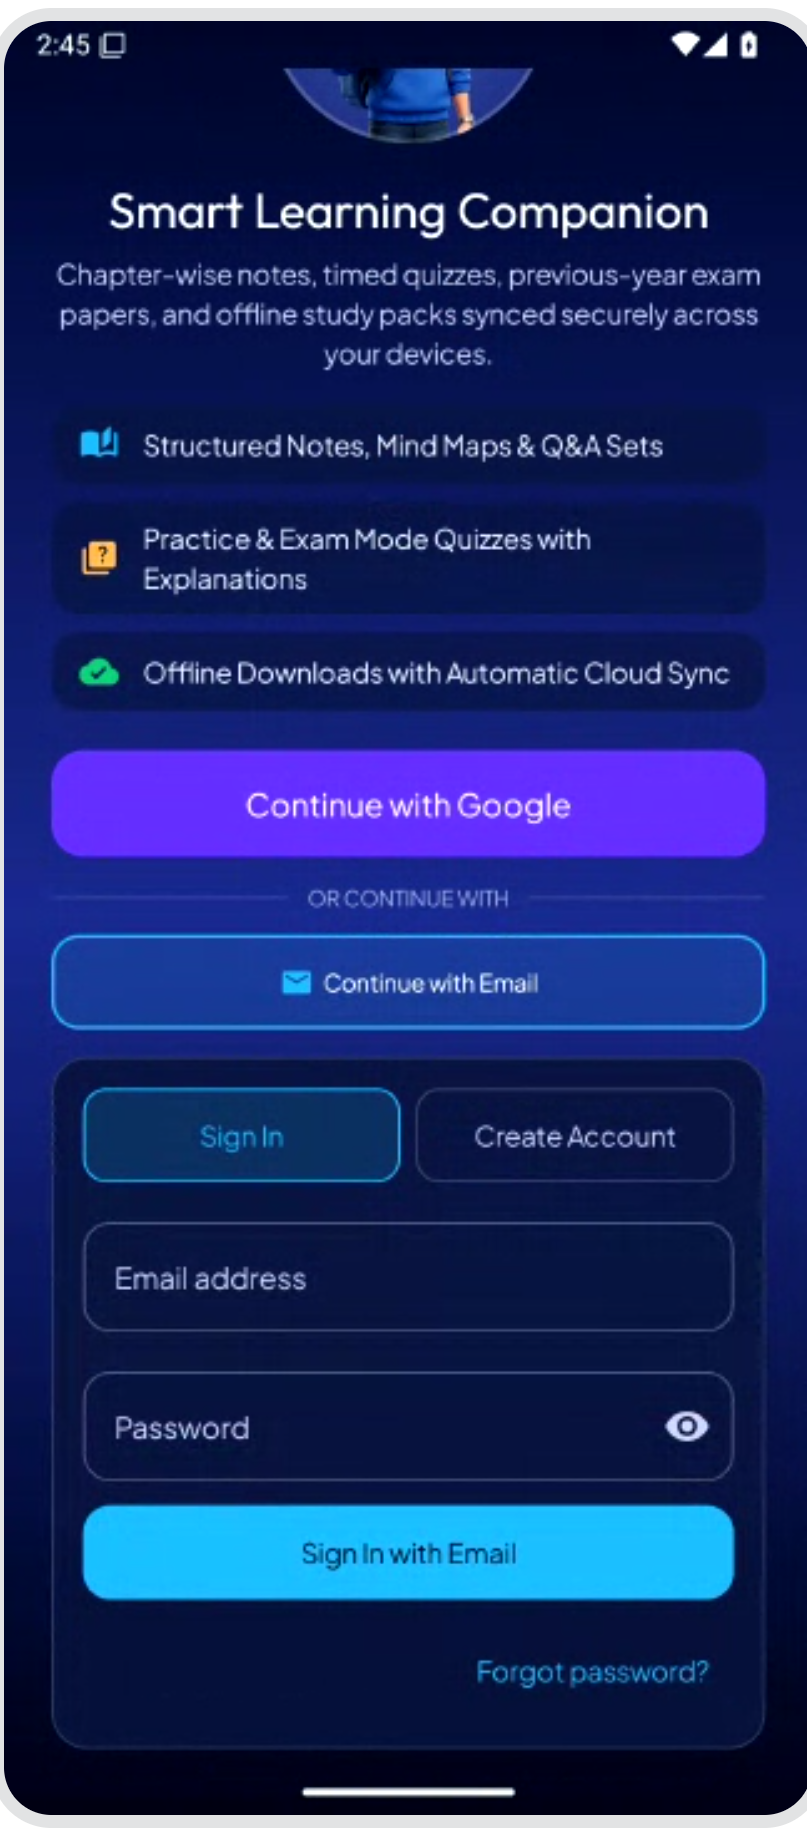 2:45
Smart Learning Companion
Chapter-wise notes, timed quizzes, previous-year exam
papers, and offline study packs synced securely across
your devices.
Structured Notes, Mind Maps & Q&A Sets
Practice & Exam Mode Quizzes with
Explanations
Offline Downloads with Automatic Cloud Sync
Continue with Google
OR CONTINUE WITH
Continue with Email
Sign In
Create Account
Email address
Password
Sign In with Email
Forgot password?